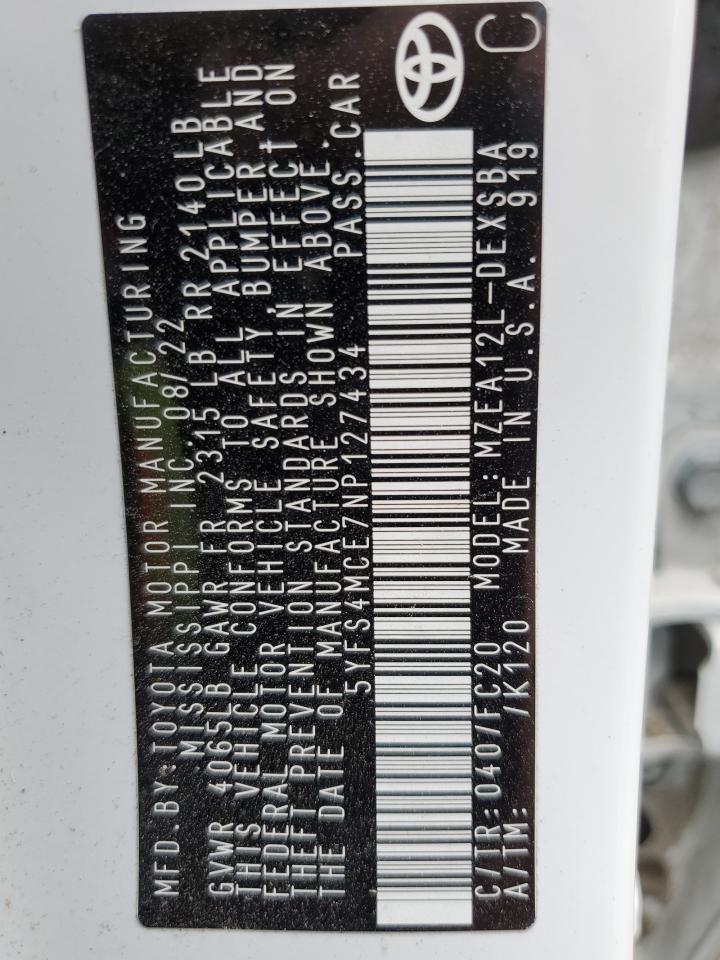 MFD.BY:TOYOTA MOTOR MANUFACTURING
MISSISSIPPI INC. 08/22
GVWR 4065LB GAWR FR 2315 LB RR 2140LB
THIS VEHICLE CONFORMS TO ALL APPLICABLE
FEDERAL MOTOR VEHICLE SAFETY, BUMPER AND
THEFT PREVENTION STANDARDS IN EFFECT ON
THE DATE OF MANUFACTURE SHOWN ABOVE.
5YFS4MCE7NP127434 PASS.CAR
C/TR:040/FC20 MODEL:MZEA12L-DEXSBA
A/TM: /K120 MADE IN U.S.A. 919
C